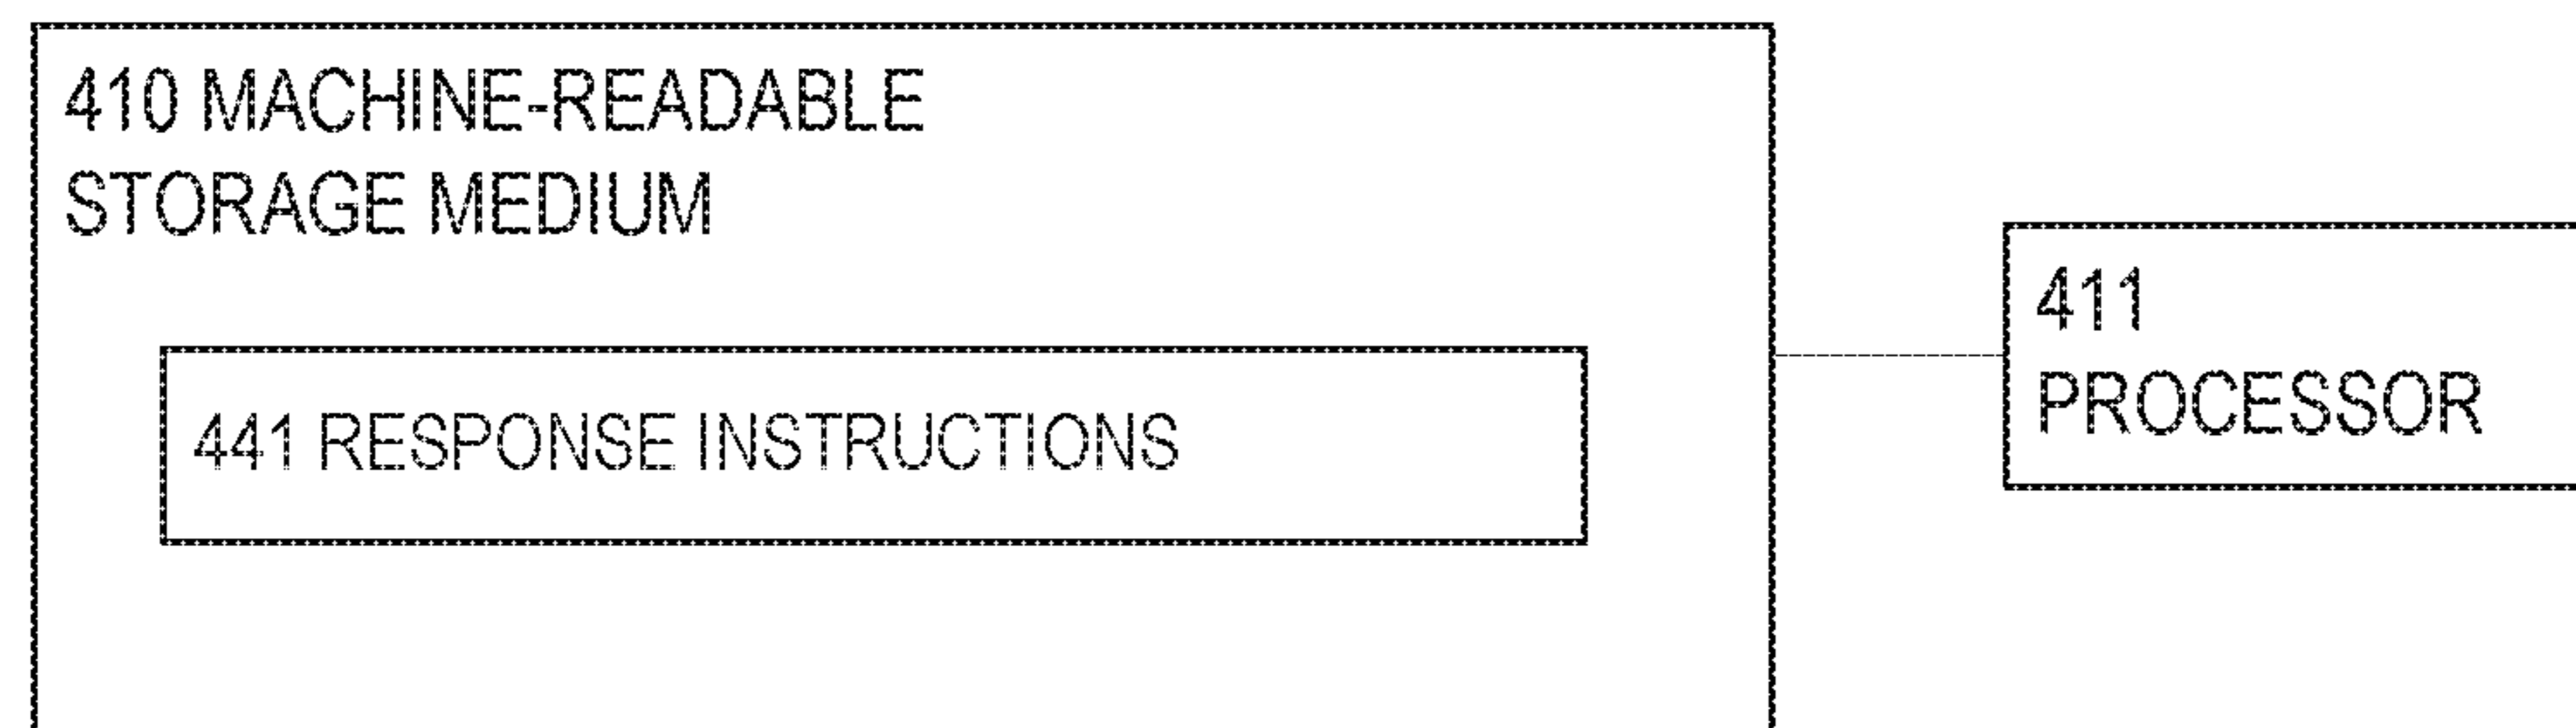 410 MACHINE-READABLE
STORAGE MEDIUM
441 RESPONSE INSTRUCTIONS
411
PROCESSOR